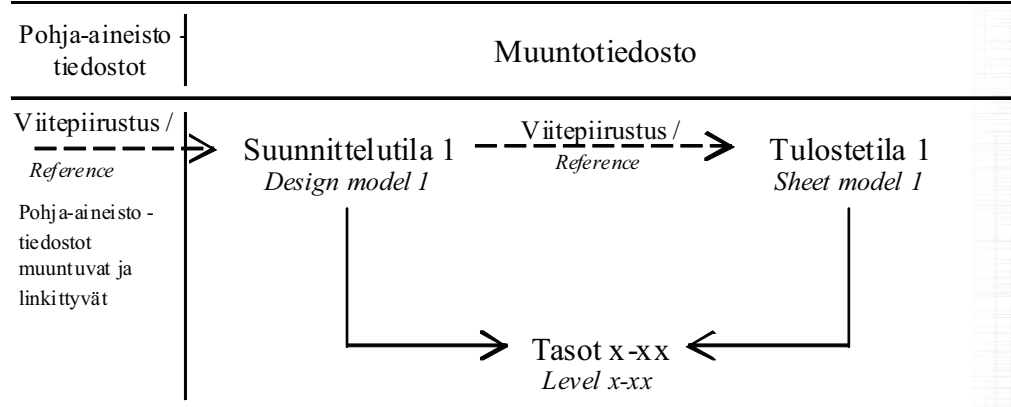 Pohja-aineisto -
tiedostot
Muuntotiedosto
Viitepiirustus /
Reference
Pohja-aineisto -
tiedostot
muuntuvat ja
linkittyvät
Suunnittelutila 1
Design model 1
Viitepiirustus /
Reference
Tulostetila 1
Sheet model 1
Tasot x-xx
Level x-xx